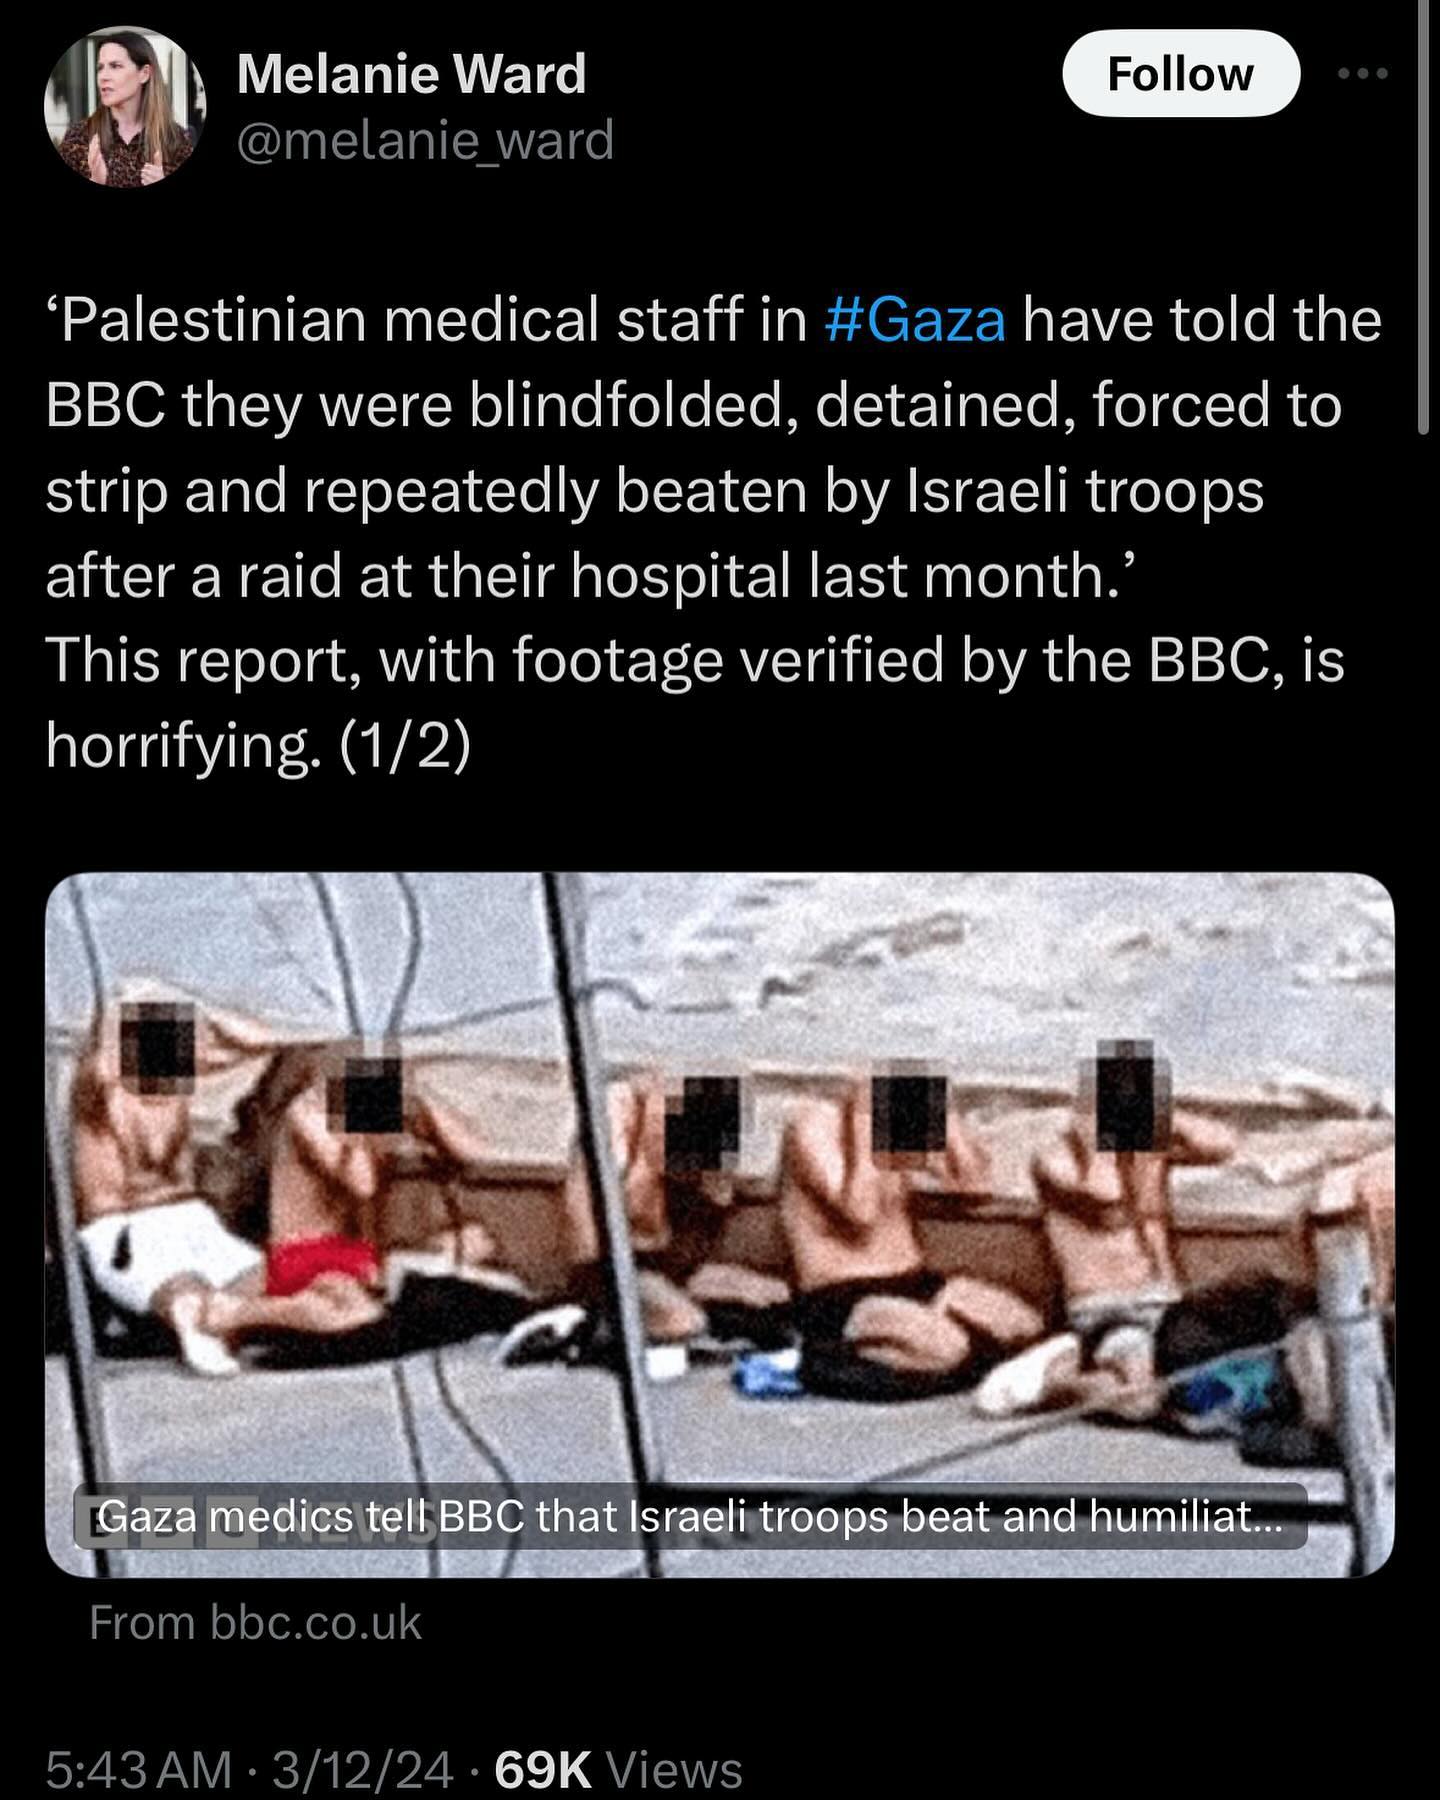 Melanie Ward
Follow
@melanie_ward
‘Palestinian medical staff in #Gaza have told the
BBC they were blindfolded, detained, forced to
strip and repeatedly beaten by Israeli troops
after a raid at their hospital last month.’
This report, with footage verified by the BBC, is
horrifying. (1/2)
BBC NEWS
Gaza medics tell BBC that Israeli troops beat and humiliat...
From bbc.co.uk
5:43 AM · 3/12/24 · 69K Views